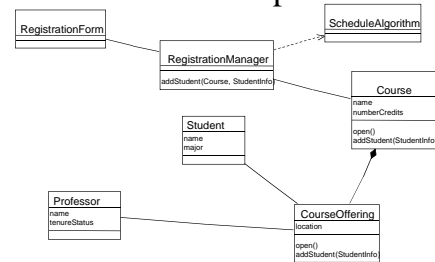 RegistrationForm
ScheduleAlgorithm
RegistrationManager
addStudent(Course, StudentInfo)
Course
name
numberCredits
open()
addStudent(StudentInfo)
Student
name
major
Professor
name
tenureStatus
CourseOffering
location
open()
addStudent(StudentInfo)